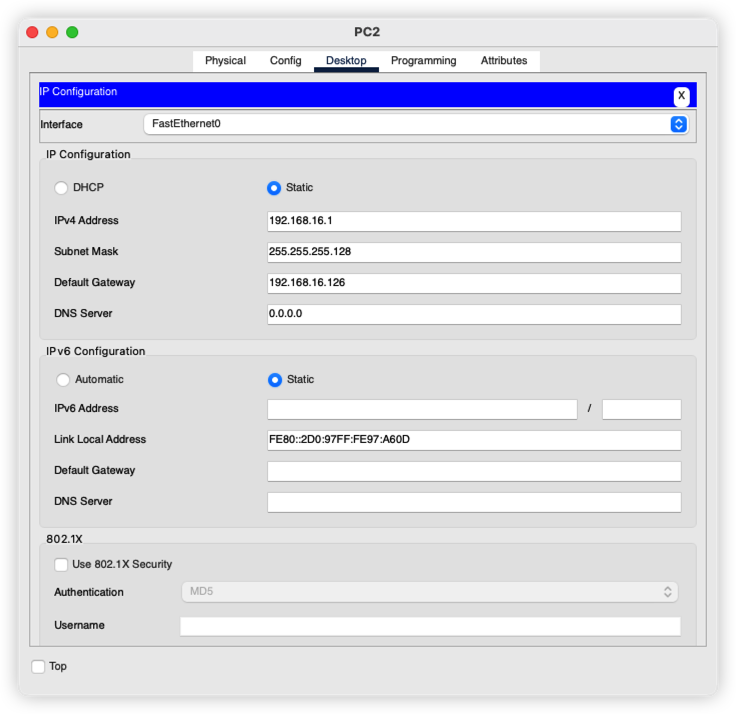 PC2
Physical Config Desktop Programming Attributes
IP Configuration
X
Interface FastEthernet0
IP Configuration
DHCP Static
IPv4 Address 192.168.16.1
Subnet Mask 255.255.255.128
Default Gateway 192.168.16.126
DNS Server 0.0.0.0
IPv6 Configuration
Automatic Static
IPv6 Address /
Link Local Address FE80::2D0:97FF:FE97:A60D
Default Gateway
DNS Server
802.1X
Use 802.1X Security
Authentication MD5
Username
Top